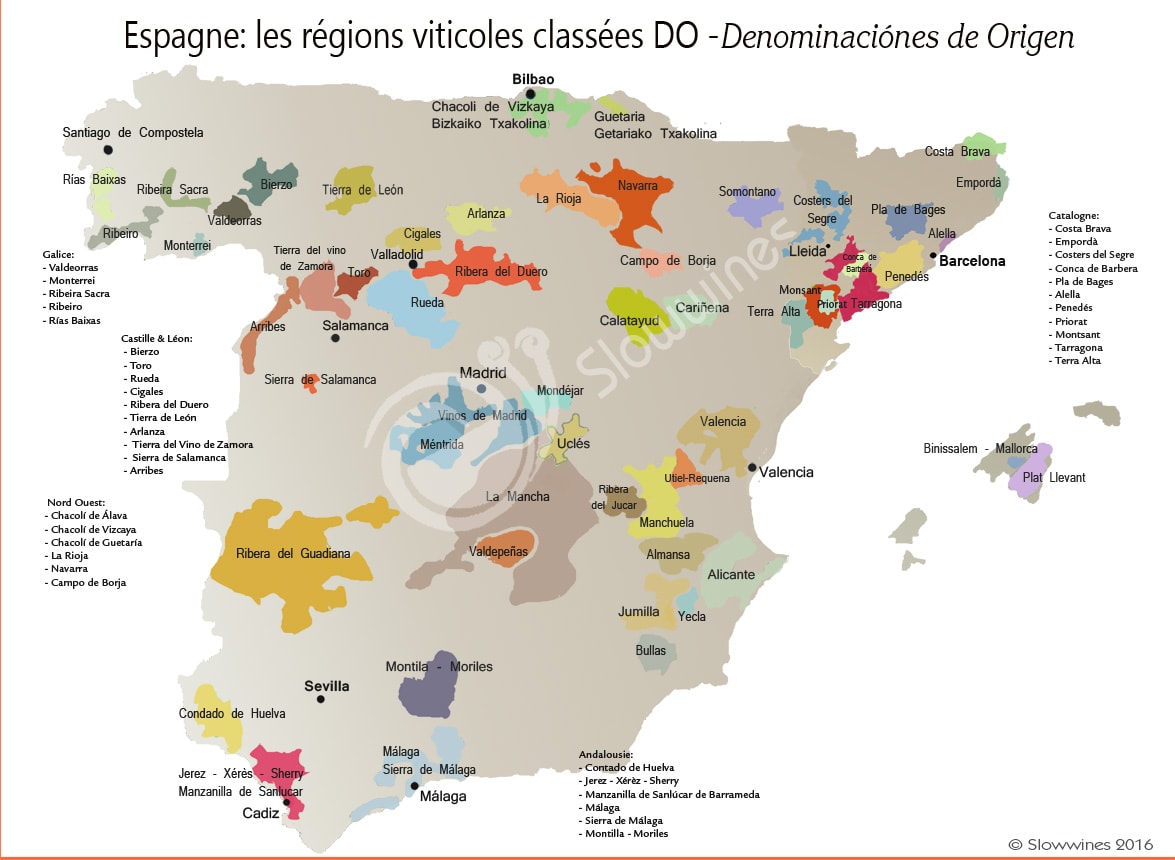 Espagne: les régions viticoles classées DO -Denominaciónes de Origen
Bilbao
Chacoli de Vizkaya
Bizkaiko Txakolina
Guetaria
Getariako Txakolina
Santiago de Compostela
Rías Baixas
Ribeira Sacra
Bierzo
Tierra de León
Valdeorras
Ribeiro
Monterrei
La Rioja
Navarra
Arlanza
Cigales
Valladolid
Tierra del vino
de Zamora
Toro
Ribera del Duero
Rueda
Campo de Borja
Somontano
Costers del
Segre
Lleida
Costa Brava
Empordà
Pla de Bages
Alella
Barcelona
Conca de
Barberà
Penedés
Monsant
Priorat
Tarragona
Terra Alta
Calatayud
Cariñena
Arribes
Salamanca
Sierra de Salamanca
Madrid
Mondéjar
Vinos de Madrid
Méntrida
Uclés
Slowwines
Valencia
Valencia
Utiel-Requena
La Mancha
Ribera
del Jucar
Manchuela
Binissalem - Mallorca
Plat Llevant
Ribera del Guadiana
Valdepeñas
Almansa
Alicante
Jumilla
Yecla
Bullas
Montila - Moriles
Sevilla
Condado de Huelva
Jerez - Xérès - Sherry
Manzanilla de Sanlucar
Cadiz
Málaga
Sierra de Málaga
Málaga
Galice:
- Valdeorras
- Monterrei
- Ribeira Sacra
- Ribeiro
- Rías Baixas
Castille & Léon:
- Bierzo
- Toro
- Rueda
- Cigales
- Ribera del Duero
- Tierra de León
- Arlanza
- Tierra del Vino de Zamora
- Sierra de Salamanca
- Arribes
Nord Ouest:
- Chacolí de Álava
- Chacolí de Vizcaya
- Chacolí de Guetaría
- La Rioja
- Navarra
- Campo de Borja
Catalogne:
- Costa Brava
- Empordà
- Costers del Segre
- Conca de Barbera
- Pla de Bages
- Alella
- Penedés
- Priorat
- Montsant
- Tarragona
- Terra Alta
Andalousie:
- Contado de Huelva
- Jerez - Xérèz - Sherry
- Manzanilla de Sanlúcar de Barrameda
- Málaga
- Sierra de Málaga
- Montilla - Moriles
© Slowwines 2016